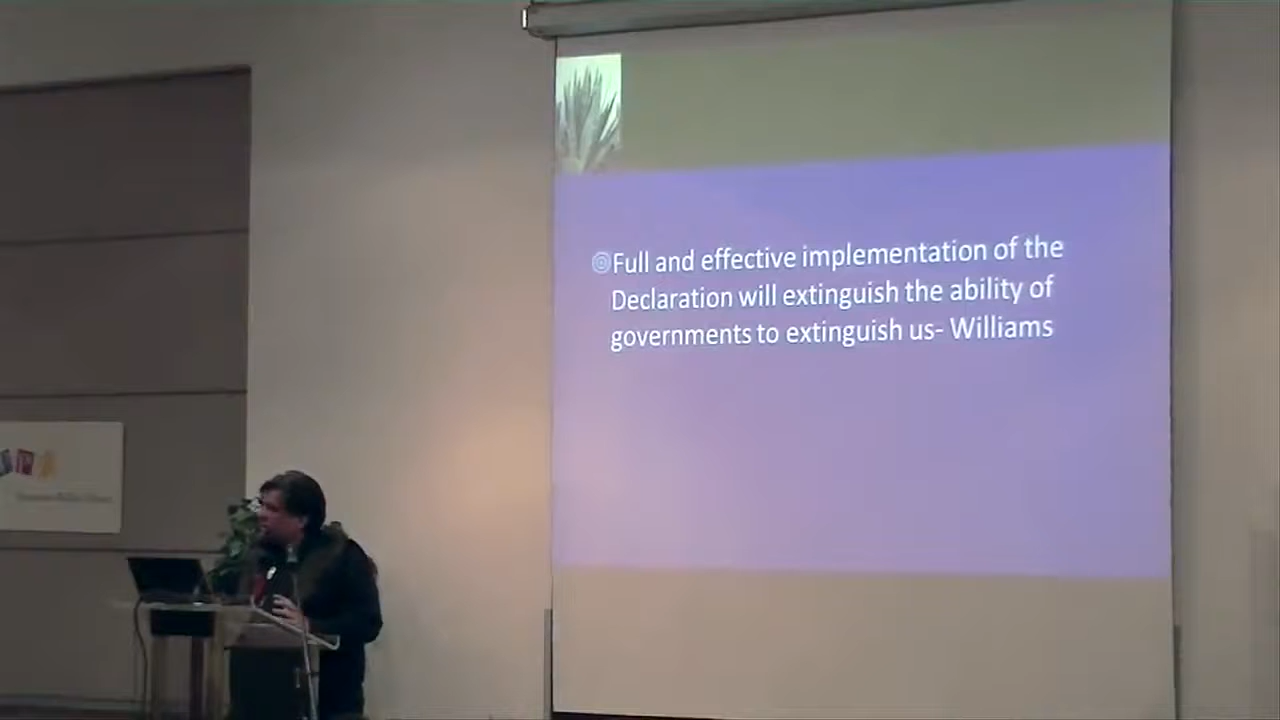 Full and effective implementation of the
Declaration will extinguish the ability of
governments to extinguish us- Williams